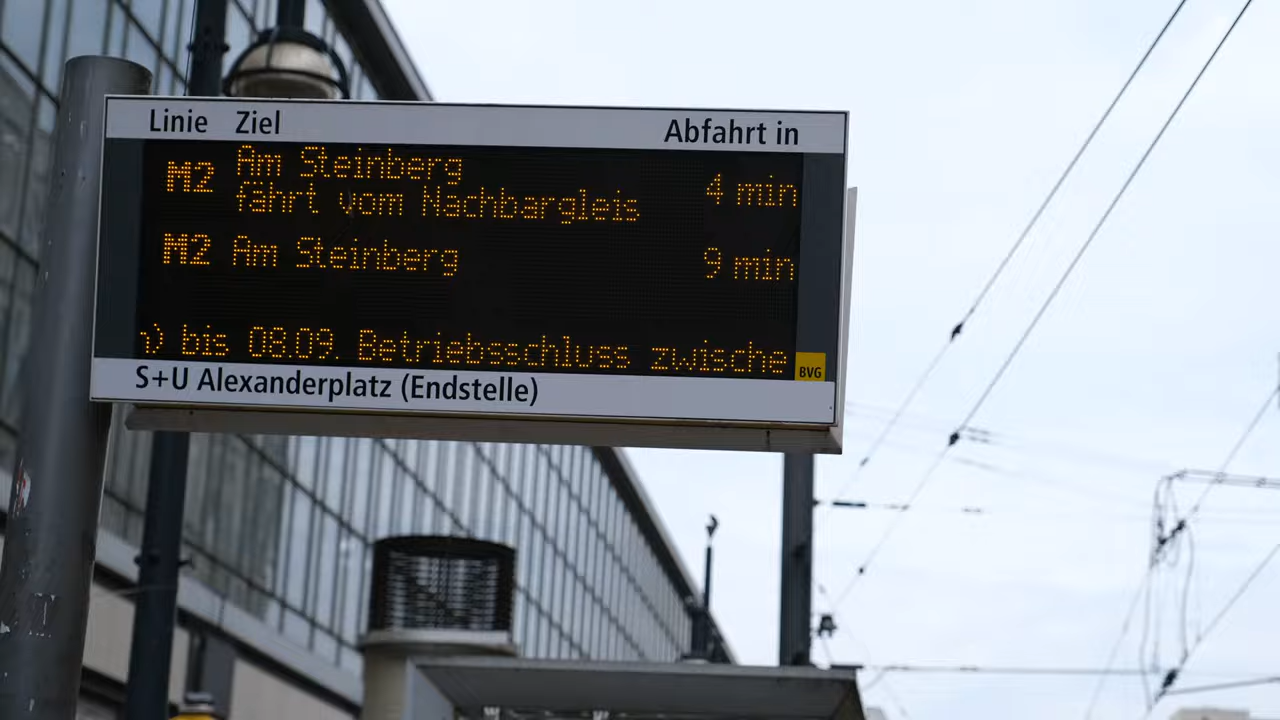 Linie Ziel Abfahrt in
M2 Am Steinberg 4 min
fährt vom Nachbargleis
M2 Am Steinberg 9 min
) bis 08.09. Betriebsschluss zwische
BVG
S+U Alexanderplatz (Endstelle)